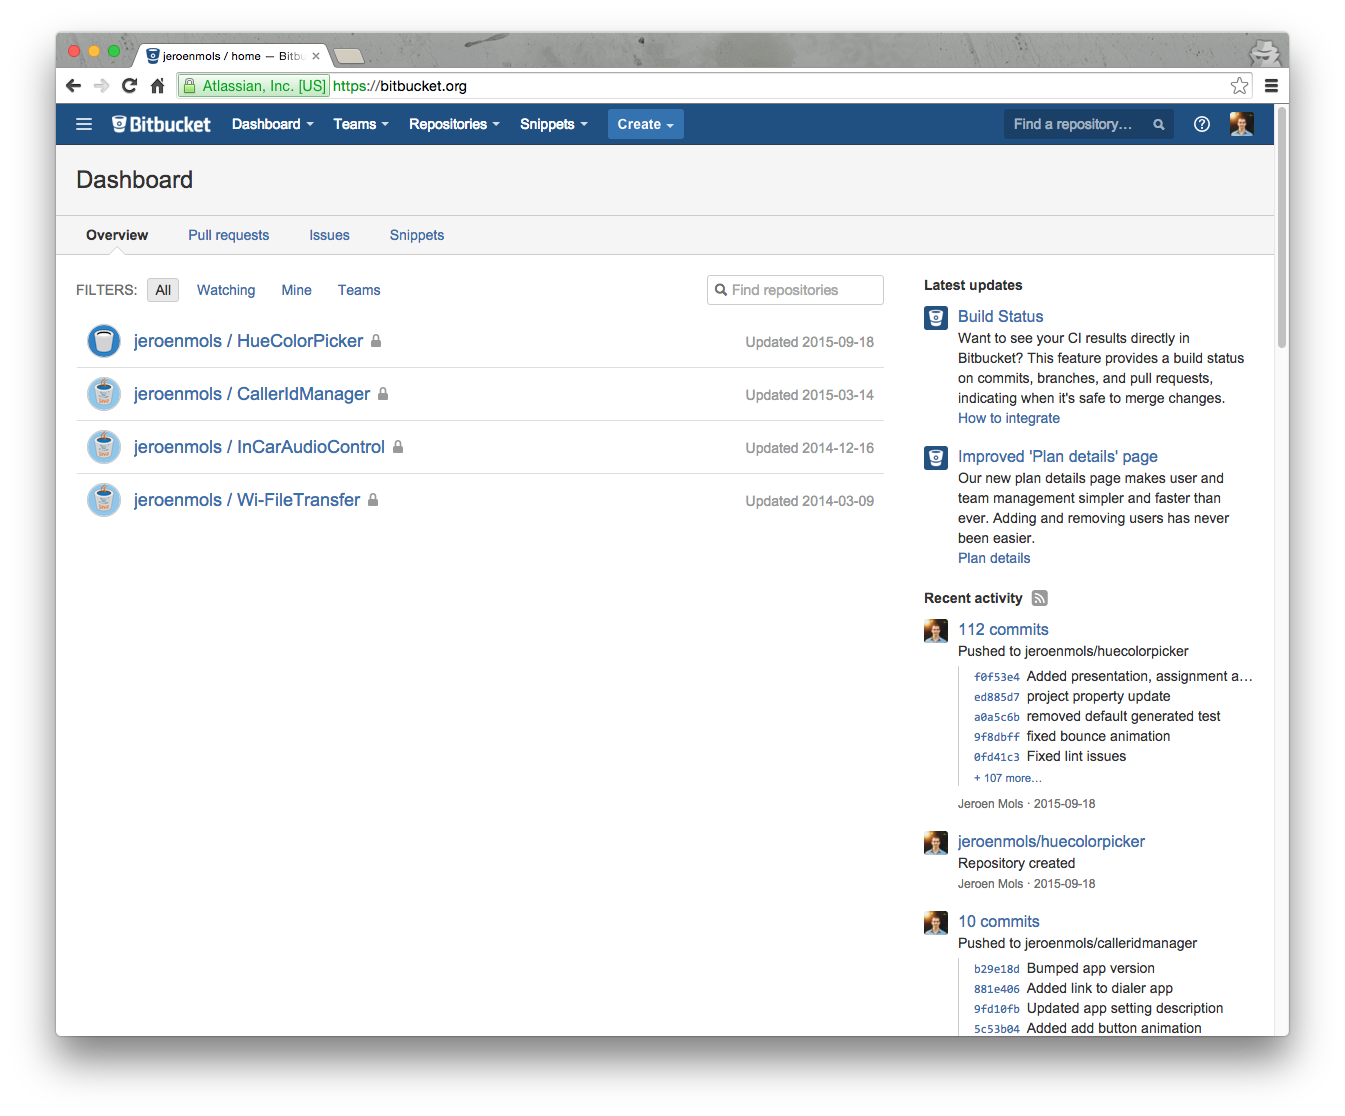 jeroenmols / home — Bitbu
Atlassian, Inc. [US] https://bitbucket.org
Bitbucket Dashboard Teams Repositories Snippets Create Find a repository...
Dashboard
Overview Pull requests Issues Snippets
FILTERS: All Watching Mine Teams Find repositories
jeroenmols / HueColorPicker Updated 2015-09-18
jeroenmols / CallerIdManager Updated 2015-03-14
jeroenmols / InCarAudioControl Updated 2014-12-16
jeroenmols / Wi-FileTransfer Updated 2014-03-09
Latest updates
Build Status
Want to see your CI results directly in
Bitbucket? This feature provides a build status
on commits, branches, and pull requests,
indicating when it's safe to merge changes.
How to integrate
Improved 'Plan details' page
Our new plan details page makes user and
team management simpler and faster than
ever. Adding and removing users has never
been easier.
Plan details
Recent activity
112 commits
Pushed to jeroenmols/huecolorpicker
f0f53e4 Added presentation, assignment a...
ed885d7 project property update
a0a5c6b removed default generated test
9f8dbff fixed bounce animation
0fd41c3 Fixed lint issues
+ 107 more...
Jeroen Mols · 2015-09-18
jeroenmols/huecolorpicker
Repository created
Jeroen Mols · 2015-09-18
10 commits
Pushed to jeroenmols/calleridmanager
b29e18d Bumped app version
881e406 Added link to dialer app
9fd10fb Updated app setting description
5c53b04 Added add button animation